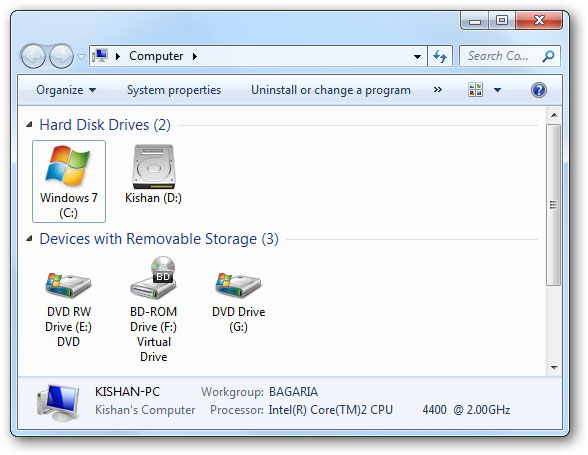 Computer
Search Co...
Organize System properties Uninstall or change a program »
Hard Disk Drives (2)
Windows 7
(C:)
Kishan (D:)
Devices with Removable Storage (3)
DVD RW
Drive (E:)
DVD
BD
BD-ROM
Drive (F:)
Virtual
Drive
DVD Drive
(G:)
KISHAN-PC Workgroup: BAGARIA
Kishan's Computer Processor: Intel(R) Core(TM)2 CPU 4400 @ 2.00GHz